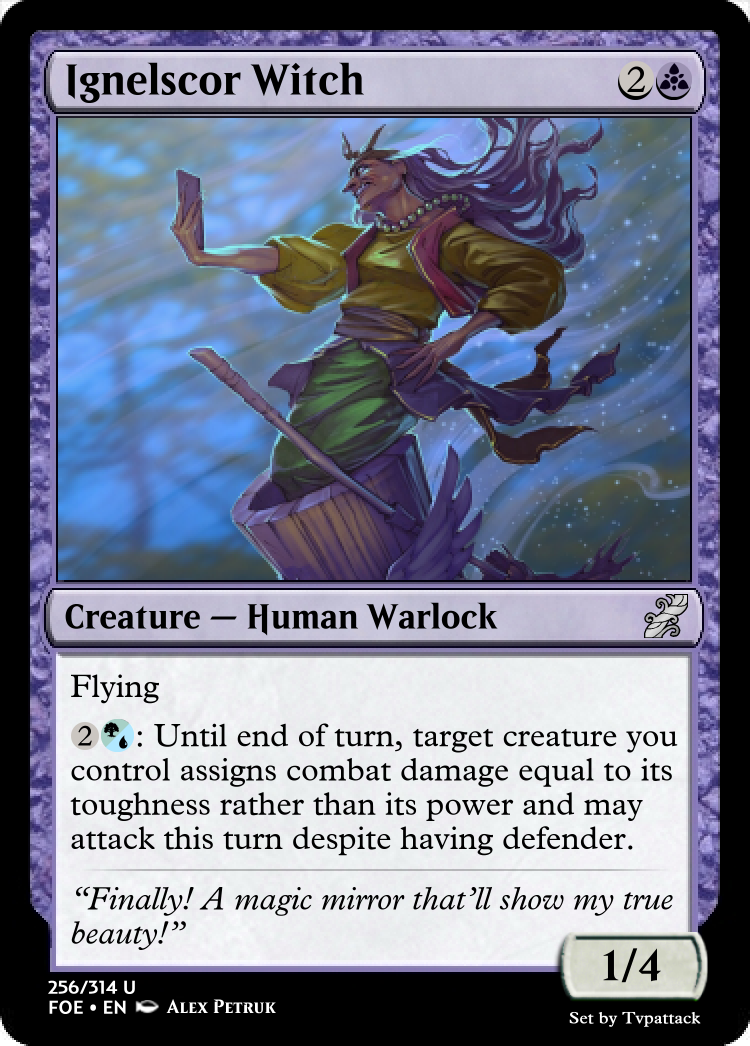 Ignelscor Witch 2
Creature — Human Warlock
Flying
2 : Until end of turn, target creature you
control assigns combat damage equal to its
toughness rather than its power and may
attack this turn despite having defender.
“Finally! A magic mirror that’ll show my true
beauty!”
1/4
256/314 U
FOE • EN ALEX PETRUK
Set by Tvpattack